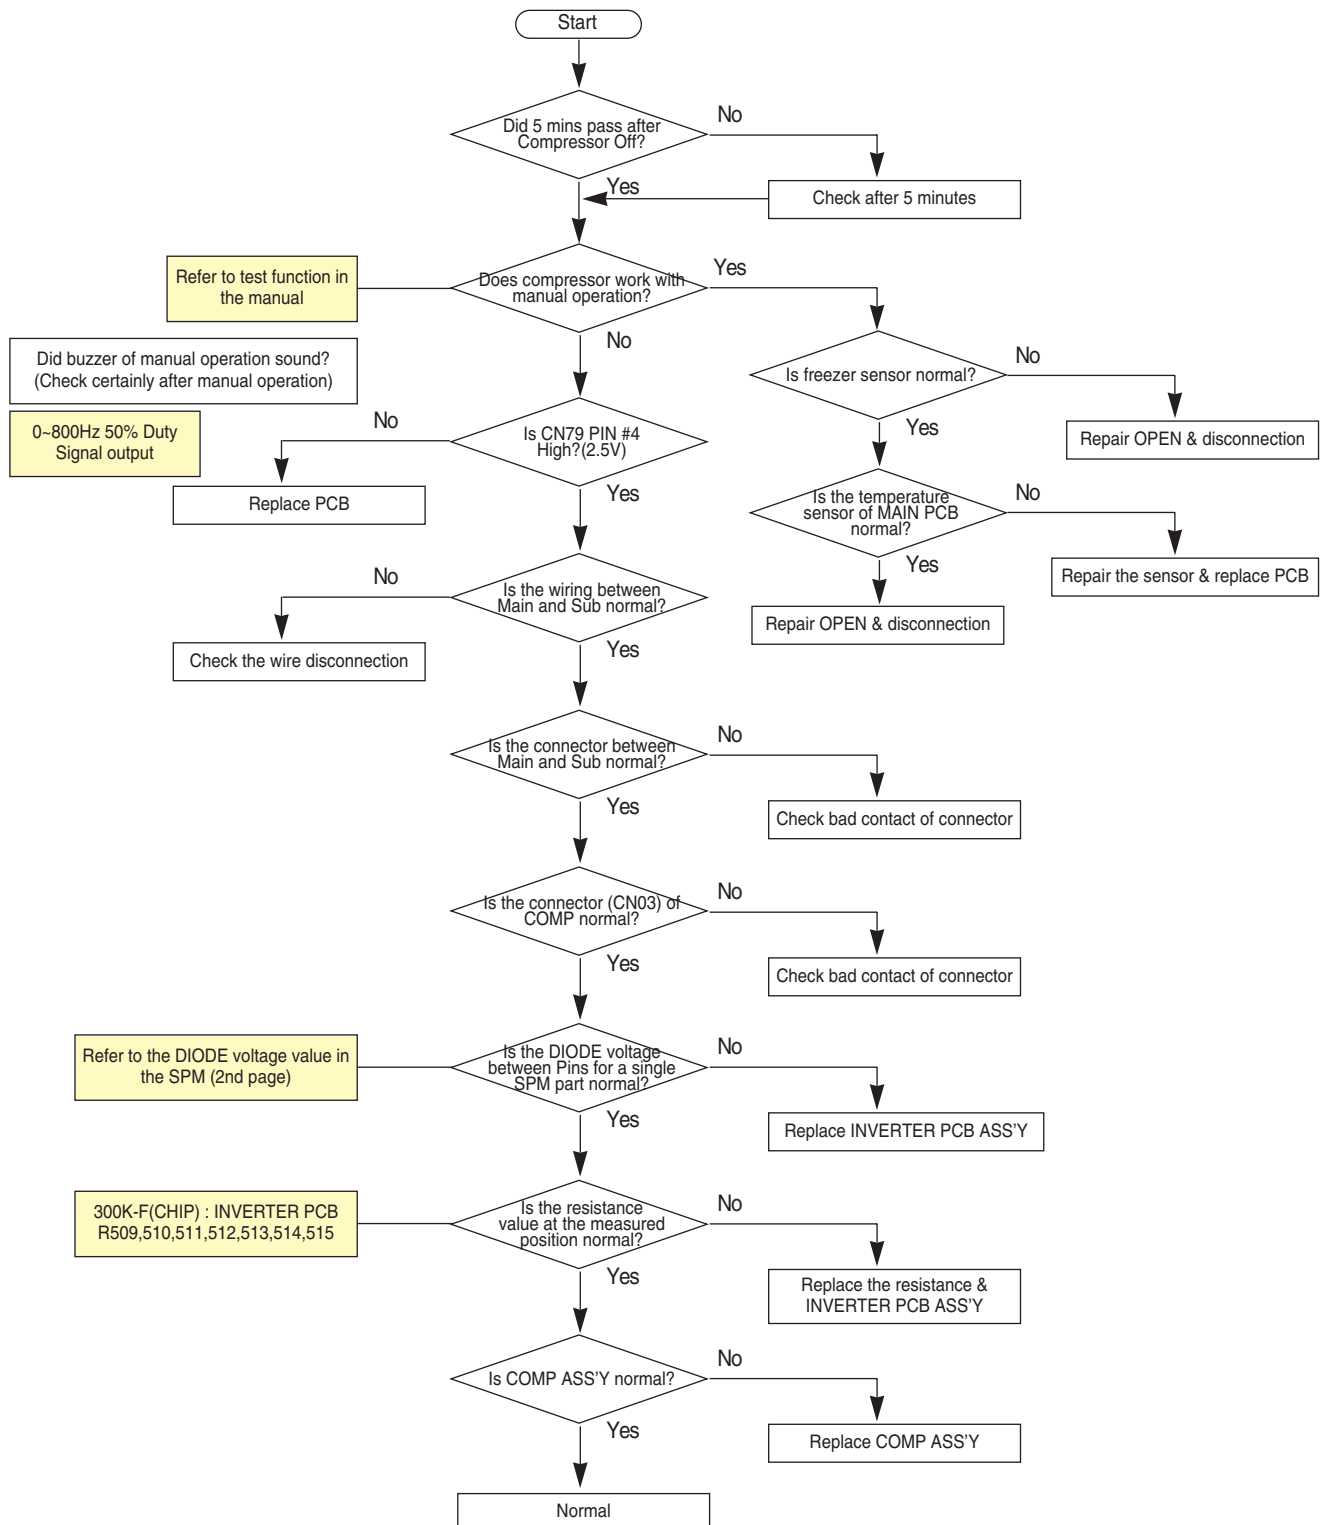 Start
Did 5 mins pass after
Compressor Off?
No
Yes
Check after 5 minutes
Refer to test function in
the manual
Does compressor work with
manual operation?
Yes
No
Did buzzer of manual operation sound?
(Check certainly after manual operation)
Is freezer sensor normal?
No
Repair OPEN & disconnection
Yes
0~800Hz 50% Duty
Signal output
No
Is CN79 PIN #4
High?(2.5V)
Replace PCB
Yes
Is the temperature
sensor of MAIN PCB
normal?
No
Repair the sensor & replace PCB
Yes
Repair OPEN & disconnection
No
Is the wiring between
Main and Sub normal?
Check the wire disconnection
Yes
Is the connector between
Main and Sub normal?
No
Check bad contact of connector
Yes
Is the connector (CN03) of
COMP normal?
No
Check bad contact of connector
Yes
Refer to the DIODE voltage value in
the SPM (2nd page)
Is the DIODE voltage
between Pins for a single
SPM part normal?
No
Replace INVERTER PCB ASS'Y
Yes
300K-F(CHIP) : INVERTER PCB
R509,510,511,512,513,514,515
Is the resistance
value at the measured
position normal?
No
Replace the resistance &
INVERTER PCB ASS'Y
Yes
Is COMP ASS'Y normal?
No
Replace COMP ASS'Y
Yes
Normal